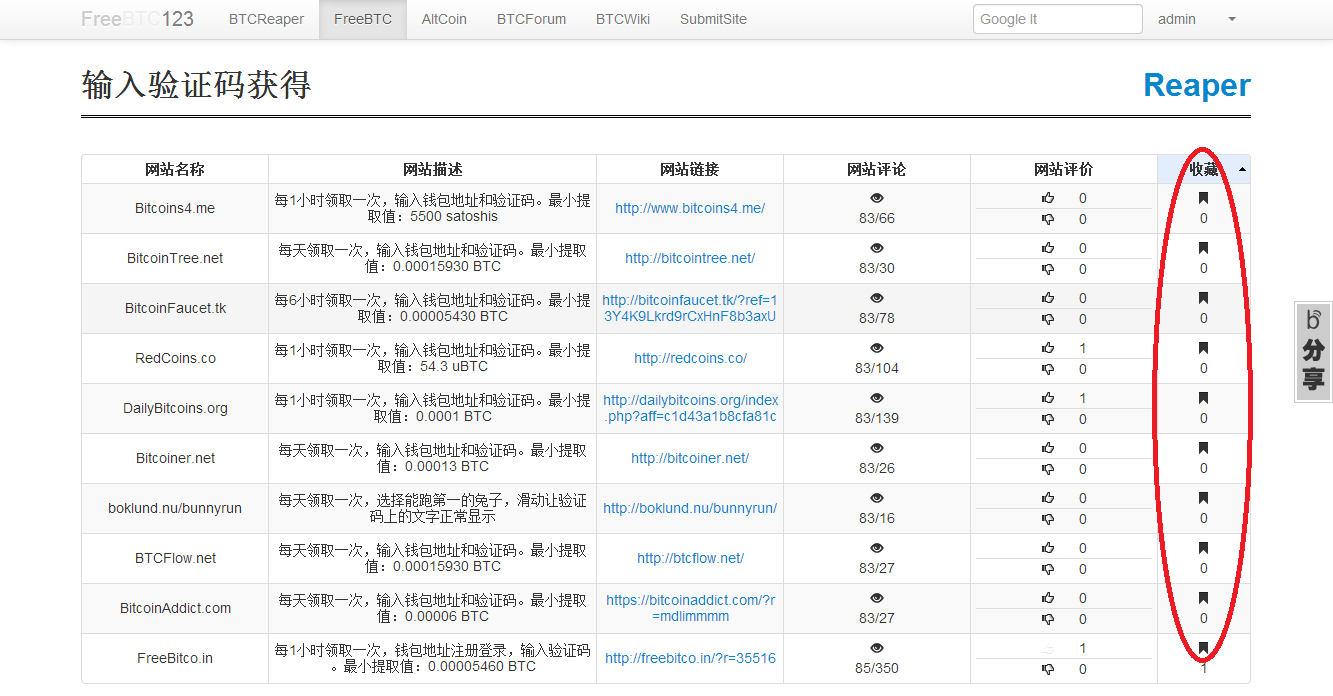 FreeBTC123 BTCReaper FreeBTC AltCoin BTCForum BTCWiki SubmitSite Google It admin
输入验证码获得 Reaper
网站名称 网站描述 网站链接 网站评论 网站评价 收藏
Bitcoins4.me
每1小时领取一次，输入钱包地址和验证码。最小提
取值：5500 satoshis
http://www.bitcoins4.me/
83/66
0
0
0
BitcoinTree.net
每天领取一次，输入钱包地址和验证码。最小提取
值：0.00015930 BTC
http://bitcointree.net/
83/30
0
0
0
BitcoinFaucet.tk
每6小时领取一次，输入钱包地址和验证码。最小提
取值：0.00005430 BTC
http://bitcoinfaucet.tk/?ref=1
3Y4K9Lkrd9rCxHnF8b3axU
83/78
0
0
0
RedCoins.co
每1小时领取一次，输入钱包地址和验证码。最小提
取值：54.3 uBTC
http://redcoins.co/
83/104
1
0
0
DailyBitcoins.org
每1小时领取一次，输入钱包地址和验证码。最小提
取值：0.0001 BTC
http://dailybitcoins.org/index
.php?aff=c1d43a1b8cfa81c
83/139
1
0
0
Bitcoiner.net
每天领取一次，输入钱包地址和验证码。最小提取
值：0.00013 BTC
http://bitcoiner.net/
83/26
0
0
0
boklund.nu/bunnyrun
每天领取一次，选择能跑第一的兔子，滑动让验证
码上的文字正常显示
http://boklund.nu/bunnyrun/
83/16
0
0
0
BTCFlow.net
每天领取一次，输入钱包地址和验证码。最小提取
值：0.00015930 BTC
http://btcflow.net/
83/27
0
0
0
BitcoinAddict.com
每天领取一次，输入钱包地址和验证码。最小提取
值：0.00006 BTC
https://bitcoinaddict.com/?r
=mdlimmmm
83/27
0
0
0
FreeBitco.in
每1小时领取一次，钱包地址注册登录，输入验证码
。最小提取值：0.00005460 BTC
http://freebitco.in/?r=35516
85/350
1
0
1
分
享